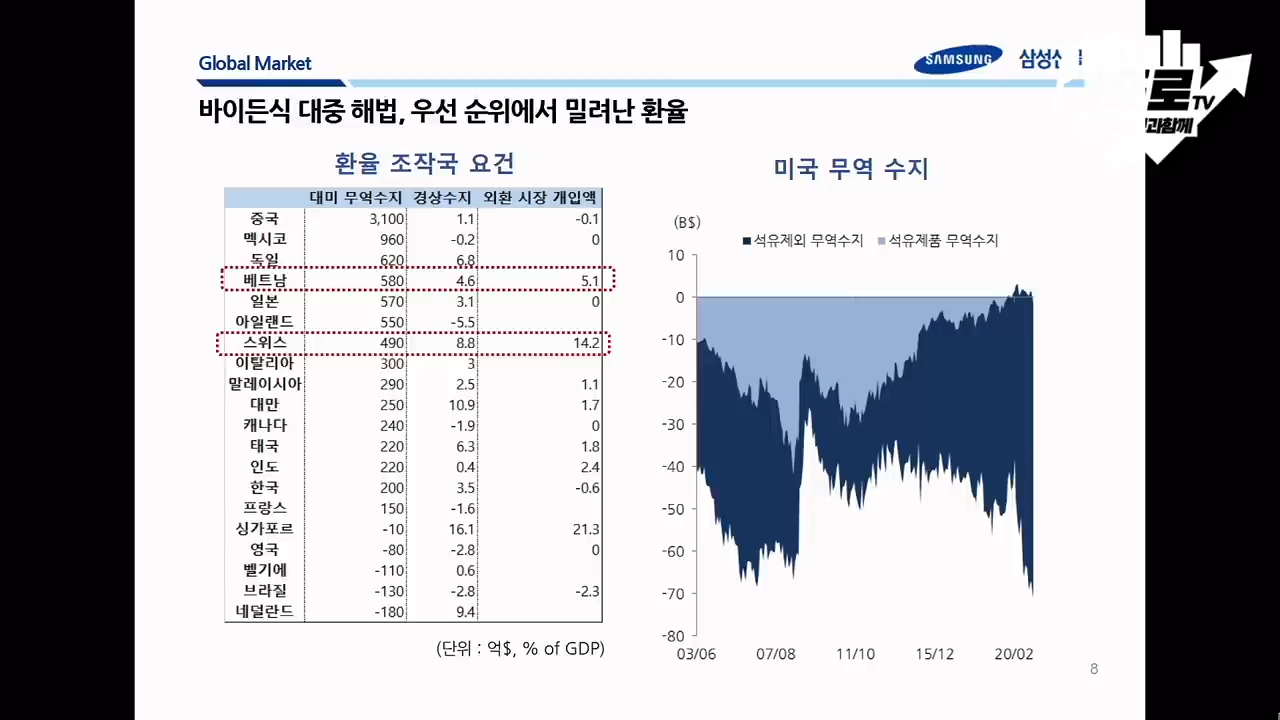 Global Market
SAMSUNG
바이든식 대중 해법, 우선 순위에서 밀려난 환율
TV
과함께
환율 조작국 요건
대미 무역수지 경상수지 외환 시장 개입액
중국 3,100 1.1 -0.1
멕시코 960 -0.2 0
독일 620 6.8
베트남 580 4.6 5.1
일본 570 3.1 0
아일랜드 550 -5.5
스위스 490 8.8 14.2
이탈리아 300 3
말레이시아 290 2.5 1.1
대만 250 10.9 1.7
캐나다 240 -1.9 0
태국 220 6.3 1.8
인도 220 0.4 2.4
한국 200 3.5 -0.6
프랑스 150 -1.6
싱가포르 -10 16.1 21.3
영국 -80 -2.8 0
벨기에 -110 0.6
브라질 -130 -2.8 -2.3
네덜란드 -180 9.4
(단위 : 억$, % of GDP)
미국 무역 수지
(B$)
석유제외 무역수지 석유제품 무역수지
10
0
-10
-20
-30
-40
-50
-60
-70
-80
03/06 07/08 11/10 15/12 20/02
8